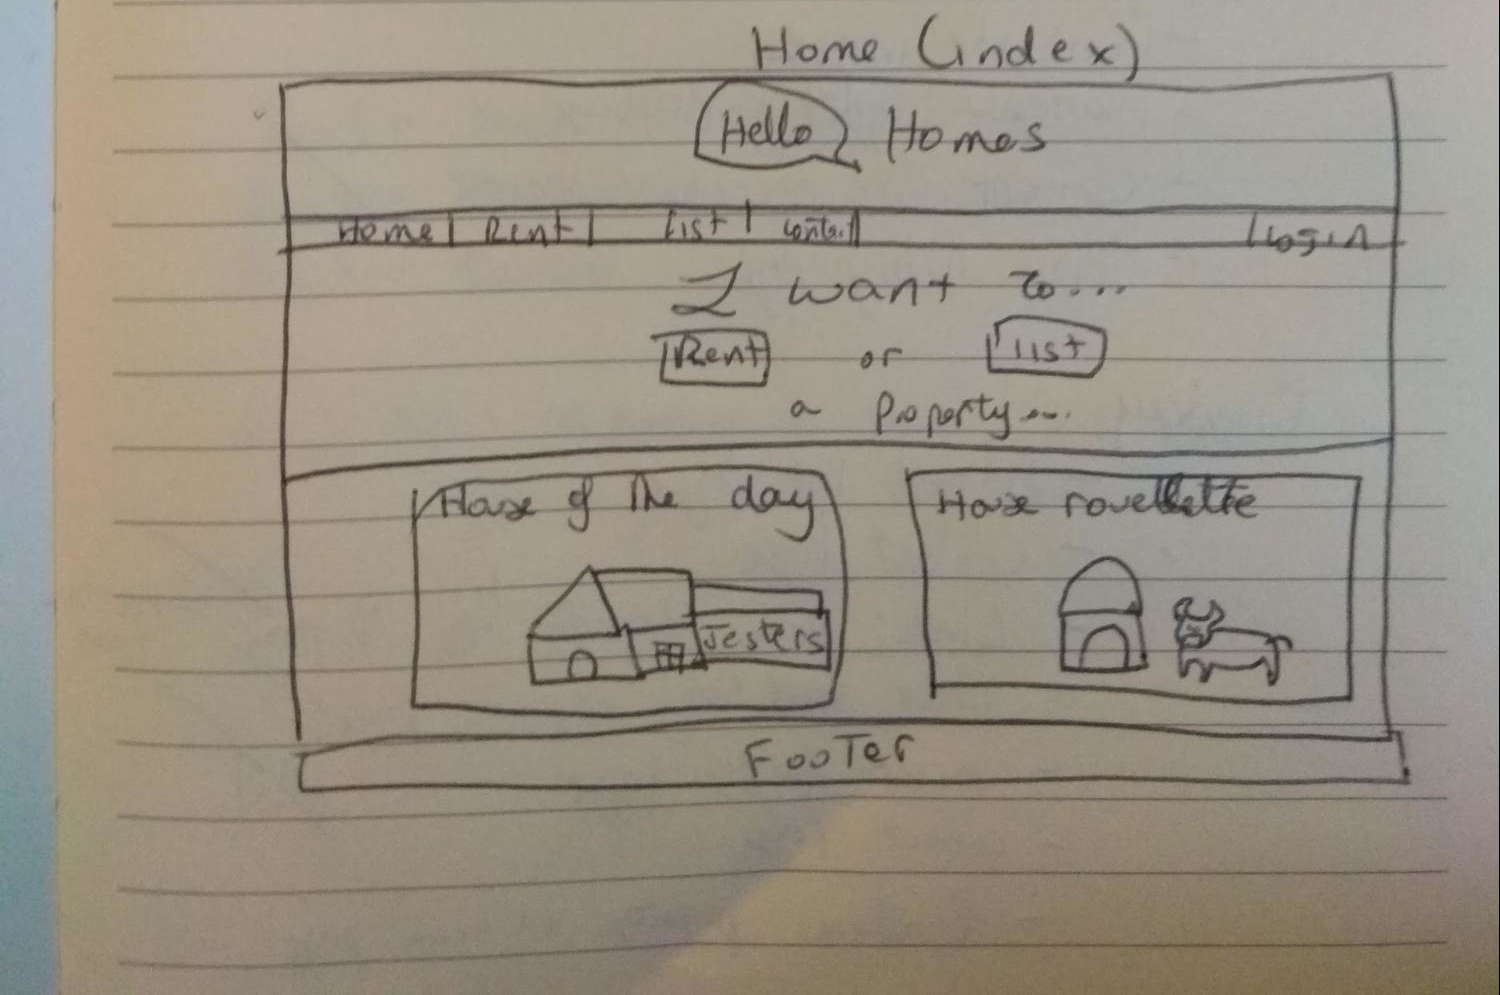 Home (index)
Hello Homes
Home Rent List Contact Login
I want to...
Rent or list
a Property...
House of the day
House roullette
Jesters
Footer